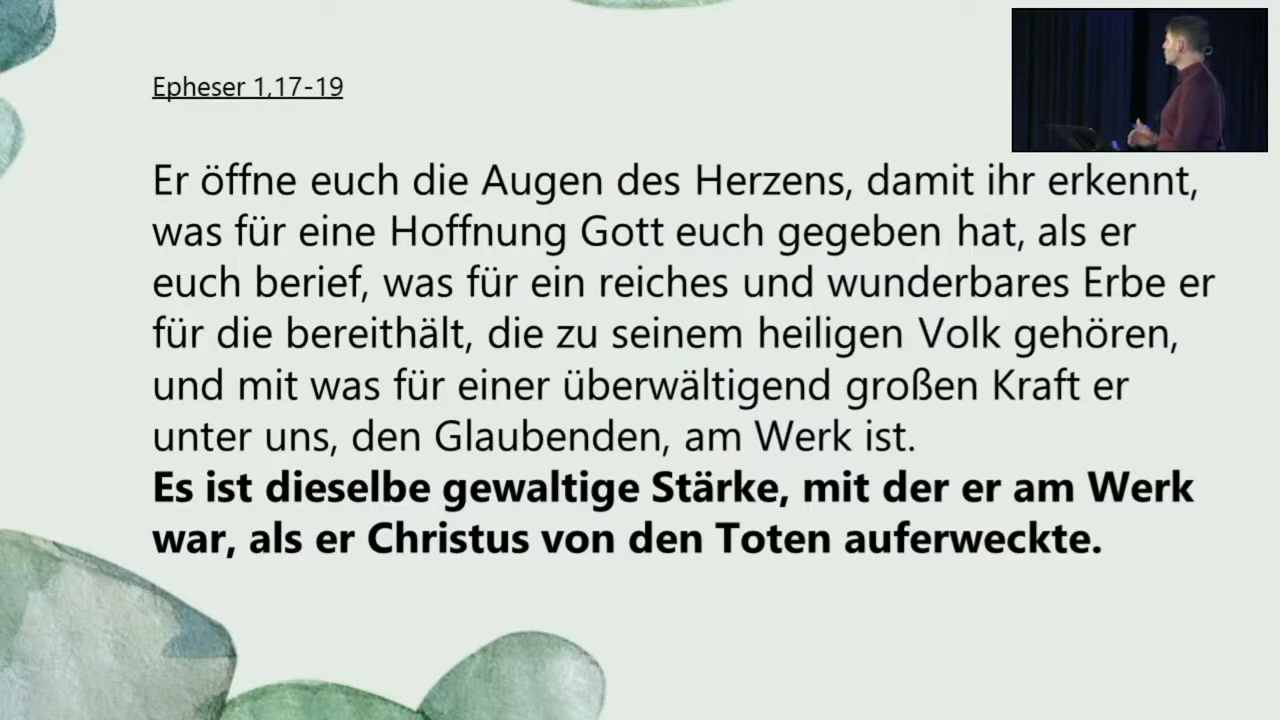 Epheser 1,17-19
Er öffne euch die Augen des Herzens, damit ihr erkennt,
was für eine Hoffnung Gott euch gegeben hat, als er
euch berief, was für ein reiches und wunderbares Erbe er
für die bereithält, die zu seinem heiligen Volk gehören,
und mit was für einer überwältigend großen Kraft er
unter uns, den Glaubenden, am Werk ist.
Es ist dieselbe gewaltige Stärke, mit der er am Werk
war, als er Christus von den Toten auferweckte.